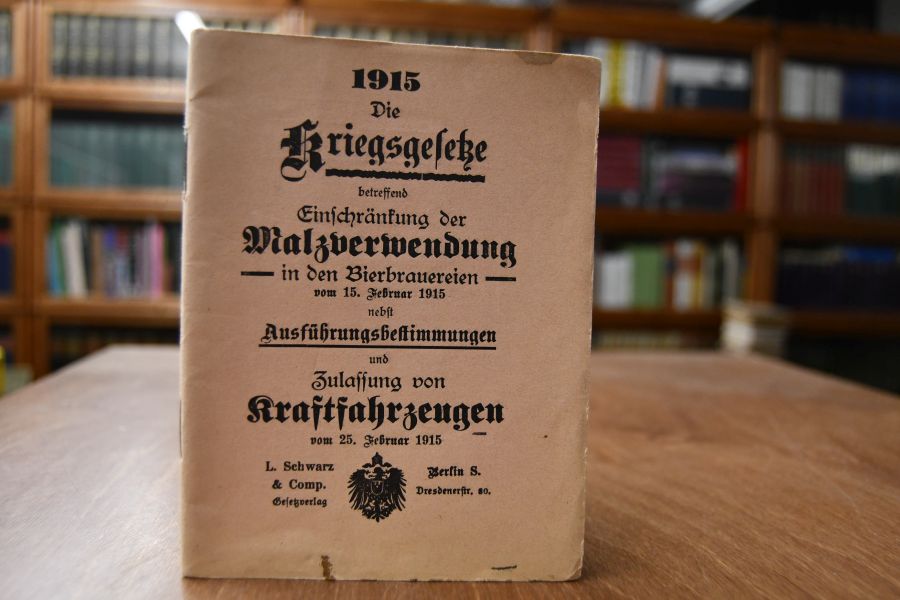 1915
Die
Kriegsgeſetze
betreffend
Einſchränkung der
Malzverwendung
in den Bierbrauereien
vom 15. Februar 1915
nebſt
Ausführungsbeſtimmungen
und
Zulaſſung von
Kraftfahrzeugen
vom 25. Februar 1915
L. Schwarz
& Comp.
Geſetzverlag
Berlin S.
Dresdenerſtr. 80.